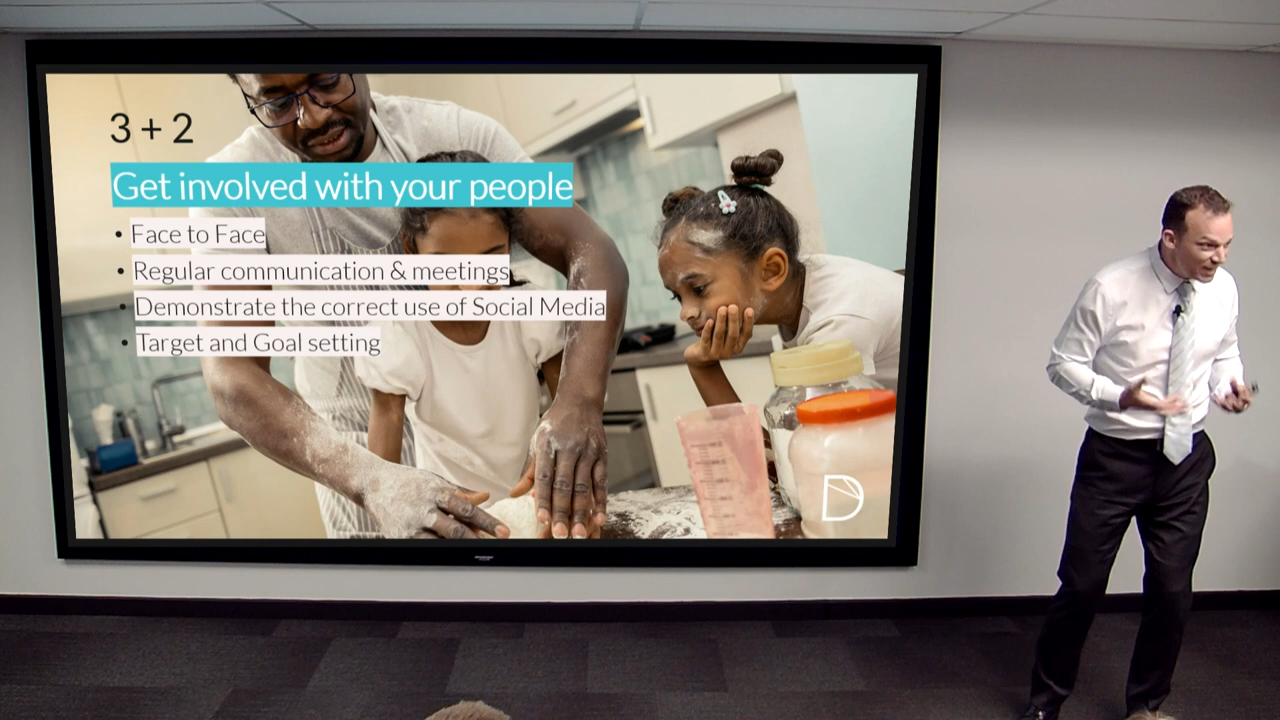 3 + 2
Get involved with your people
• Face to Face
• Regular communication & meetings
• Demonstrate the correct use of Social Media
• Target and Goal setting